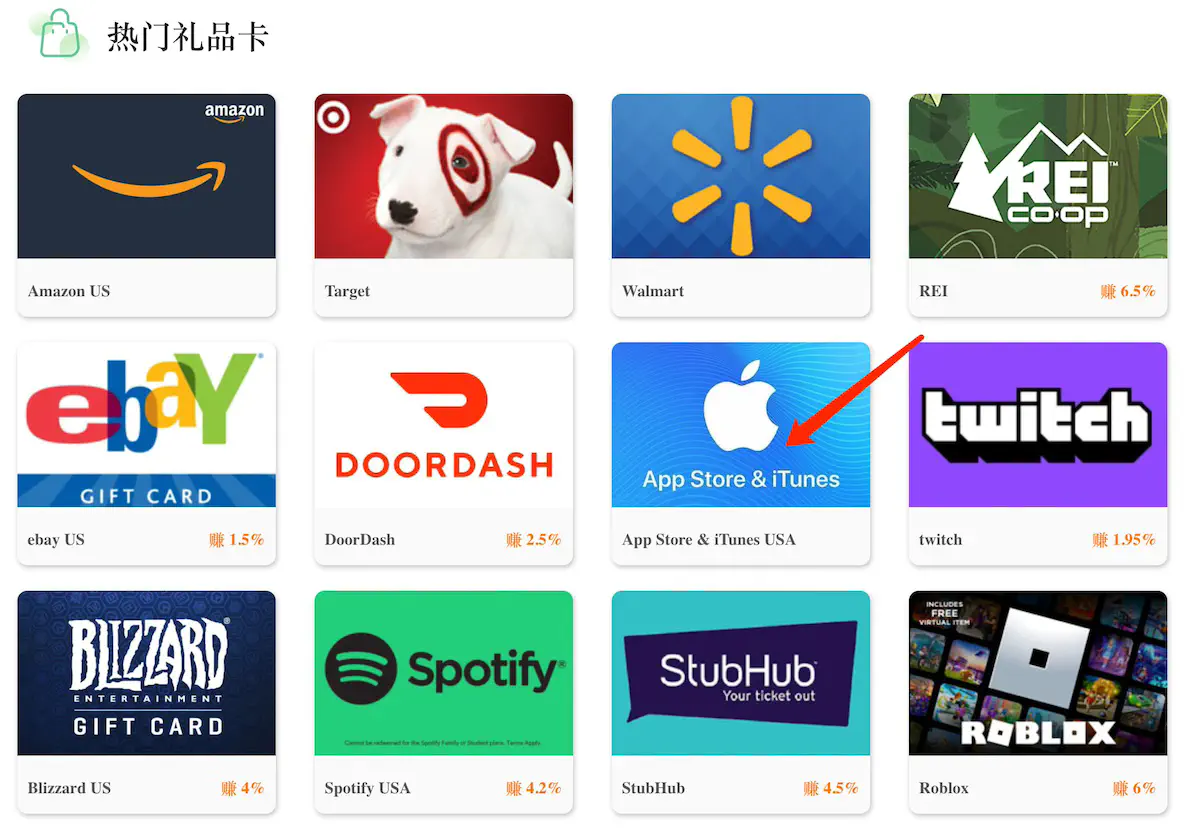 热门礼品卡
amazon
Amazon US
Target
Walmart
REI™
CO·OP
REI 赚 6.5%
ebay®
GIFT CARD
ebay US 赚 1.5%
DOORDASH
DoorDash 赚 2.5%
App Store & iTunes
App Store & iTunes USA
twitch
twitch 赚 1.95%
BLIZZARD®
ENTERTAINMENT
GIFT CARD
Blizzard US 赚 4%
Spotify®
Cannot be redeemed for the Spotify Family or Student plans. Terms Apply.
Spotify USA 赚 4.2%
StubHub™
Your ticket out
StubHub 赚 4.5%
INCLUDES
FREE
VIRTUAL ITEM
ROBLOX
Roblox 赚 6%